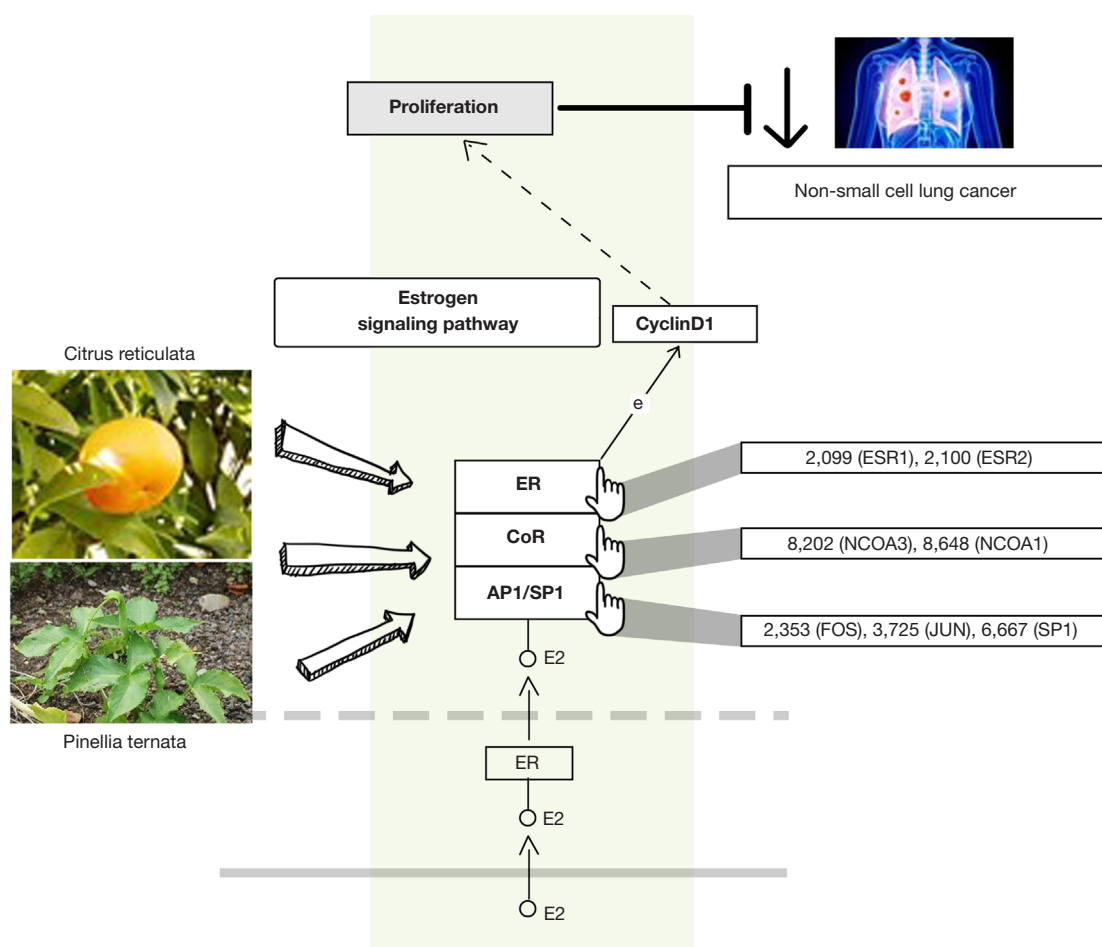 Proliferation
Non-small cell lung cancer
Estrogen
signaling pathway
CyclinD1
Citrus reticulata
e
ER
2,099 (ESR1), 2,100 (ESR2)
CoR
8,202 (NCOA3), 8,648 (NCOA1)
AP1/SP1
2,353 (FOS), 3,725 (JUN), 6,667 (SP1)
E2
Pinellia ternata
ER
E2
E2